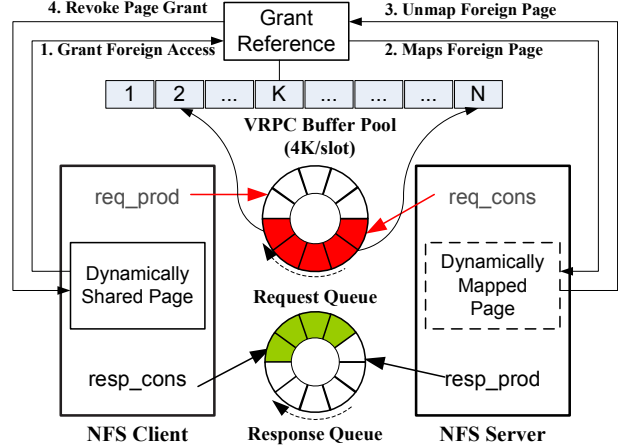 4. Revoke Page Grant
Grant
Reference
3. Unmap Foreign Page
1. Grant Foreign Access
2. Maps Foreign Page
1 2 ... K ... ... ... N
VRPC Buffer Pool
(4K/slot)
req_prod
req_cons
Dynamically
Shared Page
Dynamically
Mapped
Page
Request Queue
resp_cons
resp_prod
NFS Client
Response Queue
NFS Server